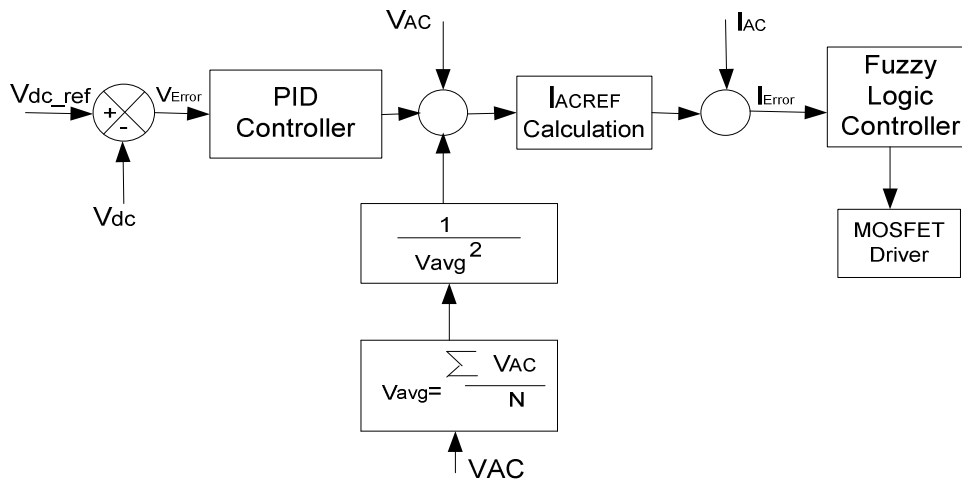 VAC
IAC
Vdc_ref
+
-
VError
PID
Controller
IACREF
Calculation
IError
Fuzzy
Logic
Controller
Vdc
1
Vavg2
MOSFET
Driver
Vavg=
∑ VAC
N
VAC